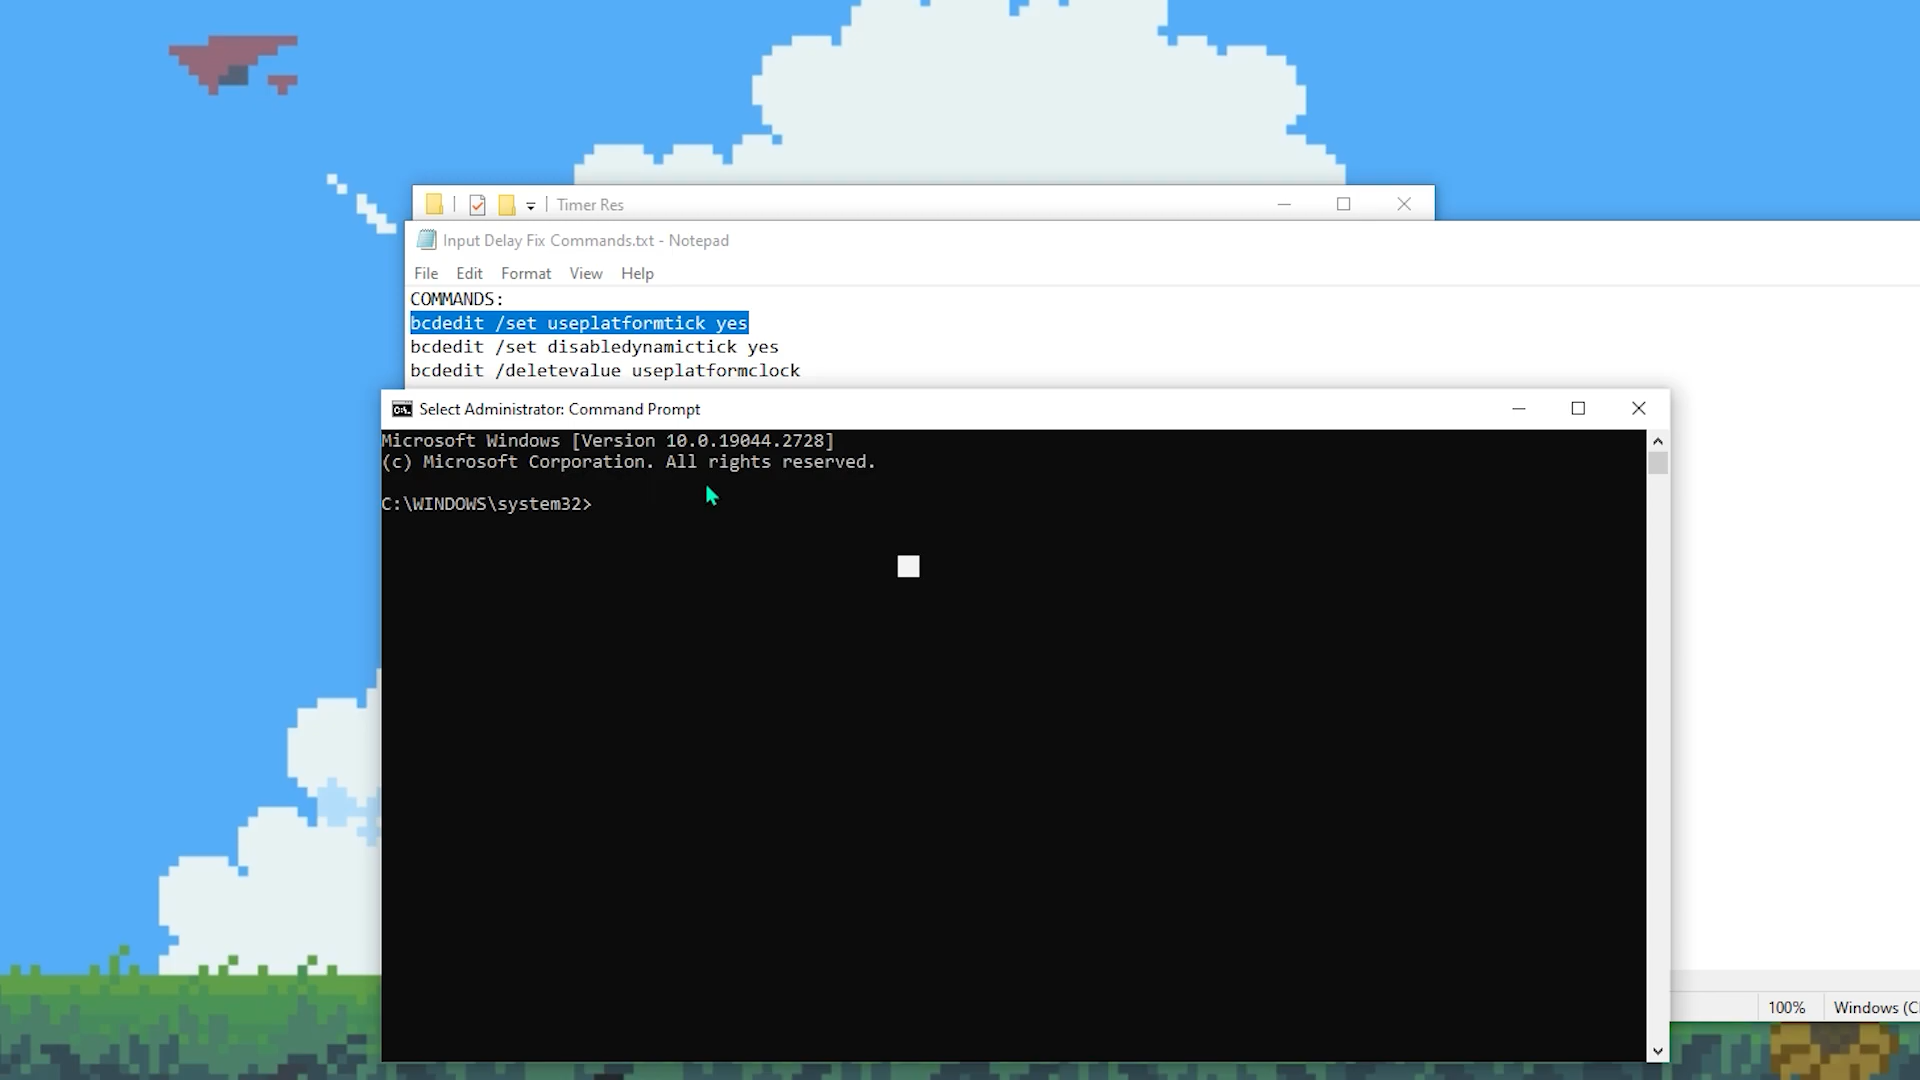 Timer Res
Input Delay Fix Commands.txt - Notepad
File Edit Format View Help
COMMANDS:
bcdedit /set useplatformtick yes
bcdedit /set disabledynamictick yes
bcdedit /deletevalue useplatformclock
Select Administrator: Command Prompt
Microsoft Windows [Version 10.0.19044.2728]
(c) Microsoft Corporation. All rights reserved.
C:\WINDOWS\system32>
100% Windows (C